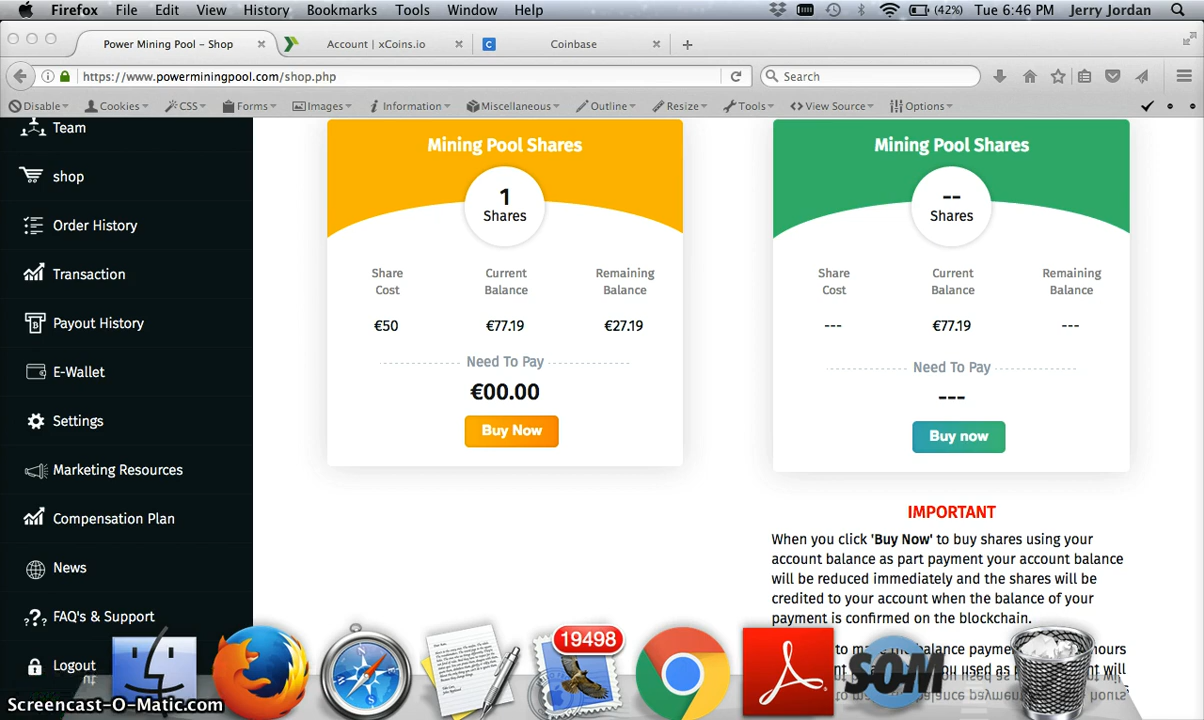 Firefox File Edit View History Bookmarks Tools Window Help (42%) Tue 6:46 PM Jerry Jordan
Power Mining Pool – Shop Account | xCoins.io Coinbase
https://www.powerminingpool.com/shop.php Search
Disable Cookies CSS Forms Images Information Miscellaneous Outline Resize Tools View Source Options
Team
shop
Order History
Transaction
Payout History
E-Wallet
Settings
Marketing Resources
Compensation Plan
News
FAQ's & Support
Logout
Mining Pool Shares
1
Shares
Share Current Remaining
Cost Balance Balance
€50 €77.19 €27.19
Need To Pay
€00.00
Buy Now
Mining Pool Shares
--
Shares
Share Current Remaining
Cost Balance Balance
--- €77.19 ---
Need To Pay
---
Buy now
IMPORTANT
When you click 'Buy Now' to buy shares using your
account balance as part payment your account balance
will be reduced immediately and the shares will be
credited to your account when the balance of your
payment is confirmed on the blockchain.
19498
SOM
Screencast-O-Matic.com